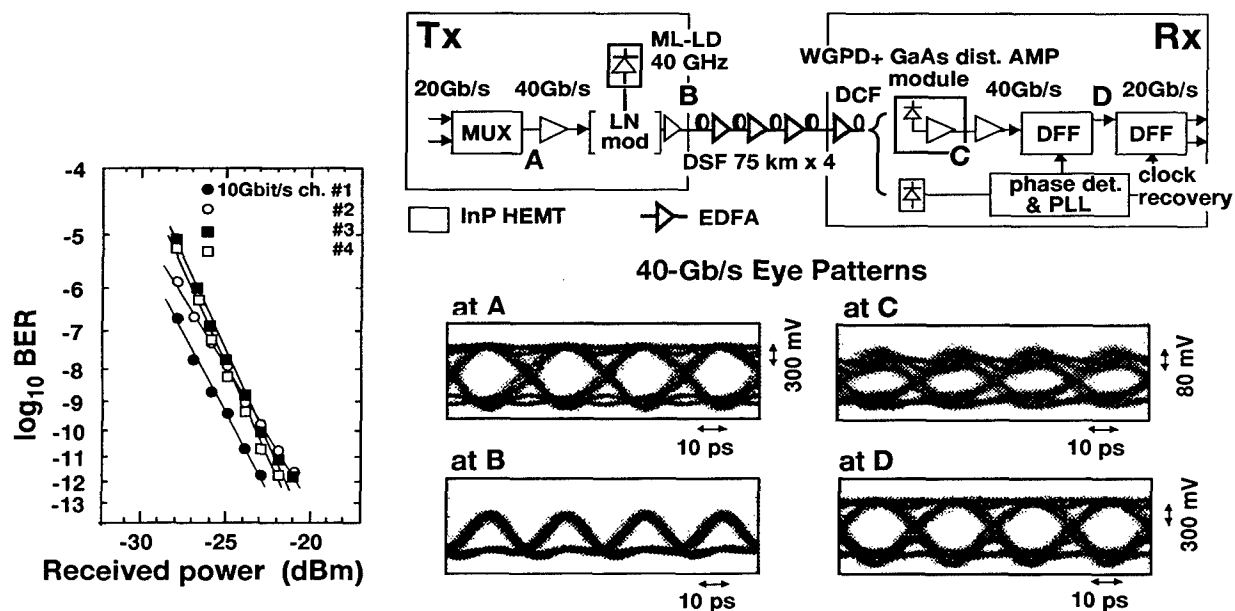 Tx
ML-LD
40 GHz
20Gb/s
40Gb/s
B
MUX
A
LN
mod
DSF 75 km x 4
Rx
WGPD+ GaAs dist. AMP
module
DCF
40Gb/s
D
20Gb/s
C
DFF
DFF
phase det.
& PLL
clock
recovery
InP HEMT
EDFA
-4
-5
-6
-7
-8
-9
-10
-11
-12
-13
log10 BER
10Gbit/s ch. #1
#2
#3
#4
-30
-25
-20
Received power (dBm)
40-Gb/s Eye Patterns
at A
300 mV
10 ps
at C
80 mV
10 ps
at B
10 ps
at D
300 mV
10 ps